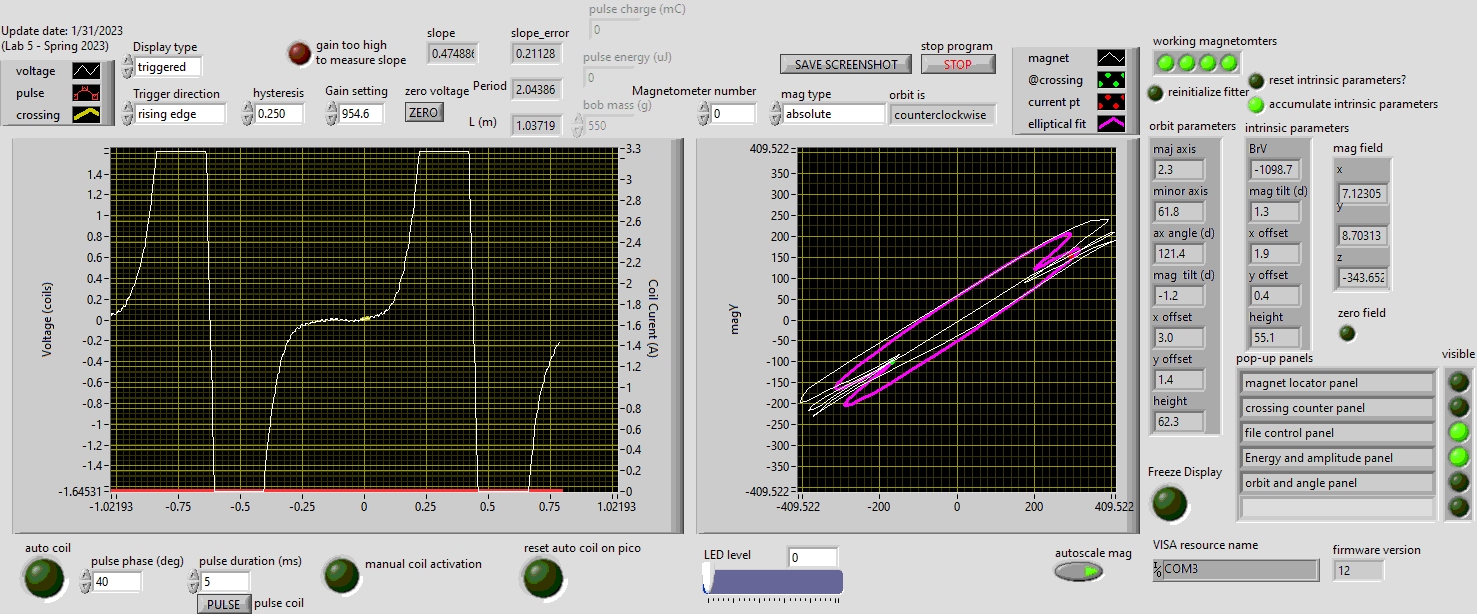 pulse charge (mC)
0
Update date: 1/31/2023
(Lab 5 - Spring 2023)
Display type
triggered
gain too high
to measure slope
slope
0.47488
slope_error
0.21128
pulse energy (uJ)
0
stop program
SAVE SCREENSHOT
STOP
voltage
pulse
crossing
Trigger direction
rising edge
hysteresis
0.250
Gain setting
954.6
zero voltage
ZERO
Period
2.04386
L (m)
1.03719
bob mass (g)
550
Magnetometer number
0
mag type
absolute
orbit is
counterclockwise
magnet
@crossing
current pt
elliptical fit
working magnetomters
reset intrinsic parameters?
reinitialize fitter
accumulate intrinsic parameters
Voltage (coils)
1.4
1.2
1
0.8
0.6
0.4
0.2
0
-0.2
-0.4
-0.6
-0.8
-1
-1.2
-1.4
-1.64531
-1.02193
-0.75
-0.5
-0.25
0
0.25
0.5
0.75
1.02193
3.3
3
2.8
2.6
2.4
2.2
2
1.8
1.6
1.4
1.2
1
0.8
0.6
0.4
0.2
0
Coil Curent (A)
magY
409.522
350
300
250
200
150
100
50
0
-50
-100
-150
-200
-250
-300
-350
-409.522
-409.522
-200
0
200
409.522
orbit parameters
maj axis
2.3
minor axis
61.8
ax angle (d)
121.4
mag tilt (d)
-1.2
x offset
3.0
y offset
1.4
height
62.3
intrinsic parameters
BrV
-1098.7
mag tilt (d)
1.3
x offset
1.9
y offset
0.4
height
55.1
mag field
x
7.12305
y
8.70313
z
-343.652
zero field
pop-up panels
visible
magnet locator panel
crossing counter panel
file control panel
Energy and amplitude panel
orbit and angle panel
Freeze Display
auto coil
pulse phase (deg)
40
pulse duration (ms)
5
PULSE
pulse coil
manual coil activation
reset auto coil on pico
LED level
0
autoscale mag
VISA resource name
COM3
firmware version
12